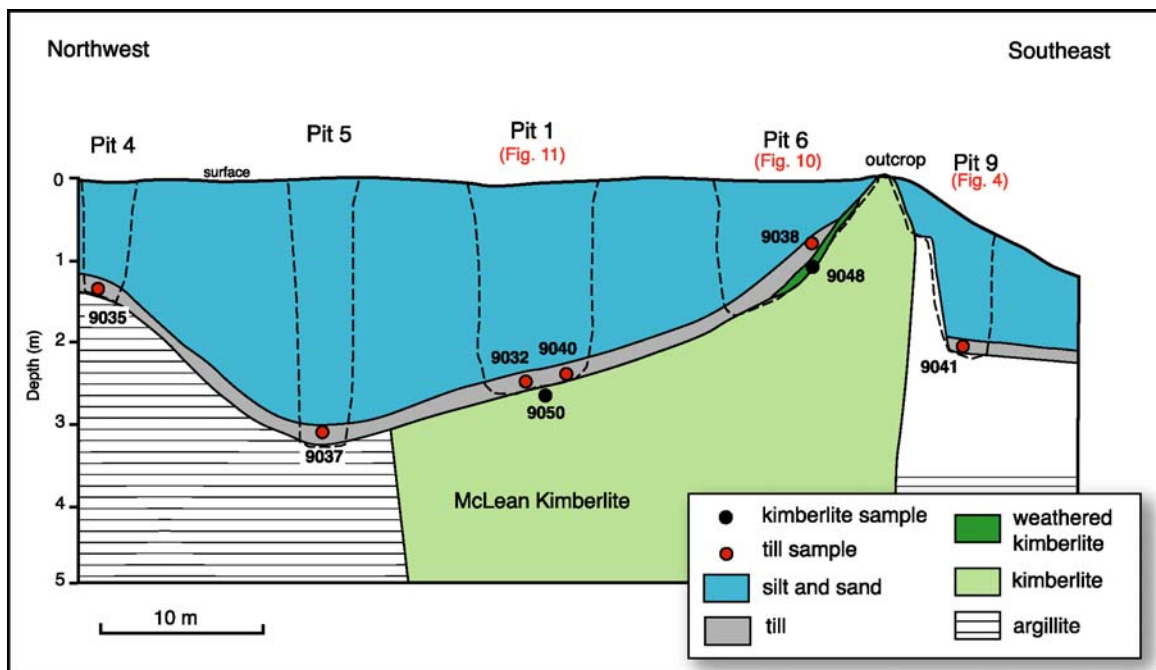 Northwest
Southeast
Pit 4
Pit 5
Pit 1
(Fig. 11)
Pit 6
(Fig. 10)
outcrop
Pit 9
(Fig. 4)
surface
0
1
2
3
4
5
Depth (m)
9035
9037
9032
9040
9050
9038
9048
9041
McLean Kimberlite
10 m
kimberlite sample
till sample
silt and sand
till
weathered
kimberlite
kimberlite
argillite